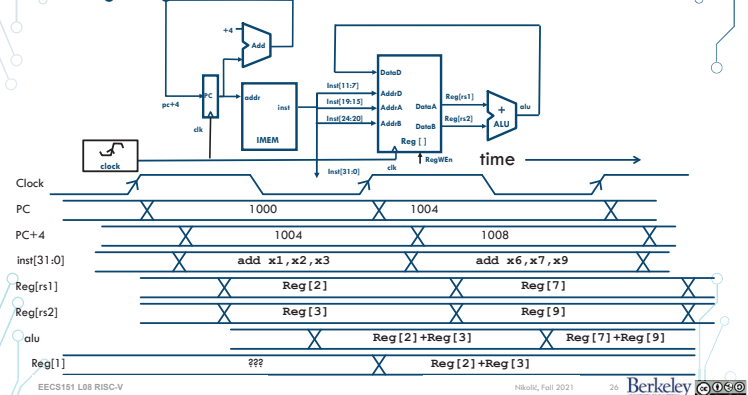 +4
Add
DataD
Inst[11:7]
PC
addr
AddrD
Reg[rs1]
pc+4
inst
Inst[19:15]
AddrA
DataA
alu
+
Inst[24:20]
Reg[rs2]
AddrB
DataB
ALU
clk
IMEM
Reg [ ]
clock
clk
RegWEn
time
Inst[31:0]
Clock
PC 1000 1004
PC+4 1004 1008
inst[31:0] add x1,x2,x3 add x6,x7,x9
Reg[rs1] Reg[2] Reg[7]
Reg[rs2] Reg[3] Reg[9]
alu Reg[2]+Reg[3] Reg[7]+Reg[9]
Reg[1] ??? Reg[2]+Reg[3]
EECS151 L08 RISC-V Nikolić, Fall 2021 26 Berkeley